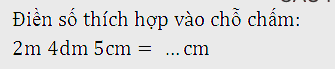 Điền số thích hợp vào chỗ chấm:
2m 4dm 5cm = ...cm